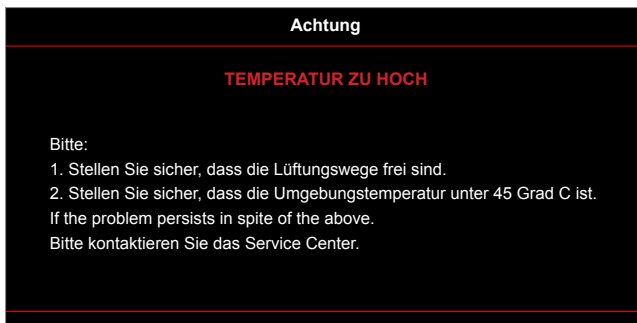 Achtung
TEMPERATUR ZU HOCH
Bitte:
1. Stellen Sie sicher, dass die Lüftungswege frei sind.
2. Stellen Sie sicher, dass die Umgebungstemperatur unter 45 Grad C ist.
If the problem persists in spite of the above.
Bitte kontaktieren Sie das Service Center.